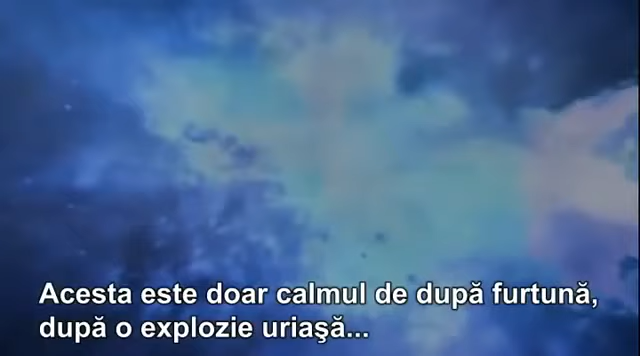 Acesta este doar calmul de după furtună,
după o explozie uriaşă...